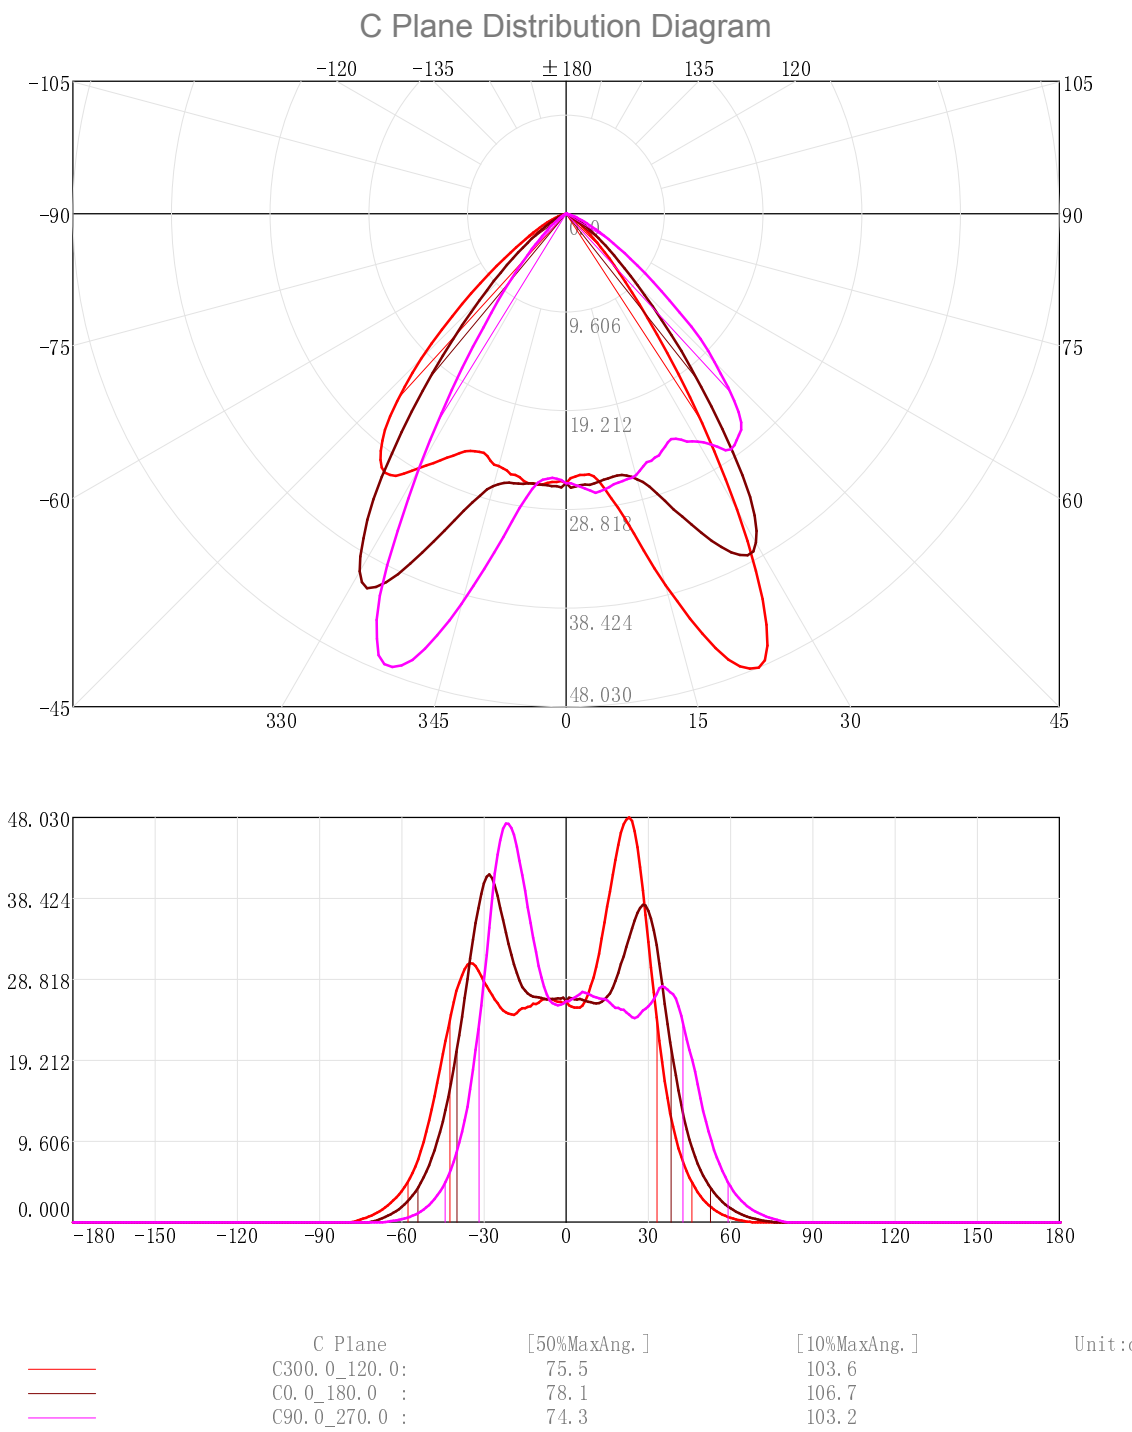 C Plane Distribution Diagram
-120 -135 ±180 135 120
-105 105
-90 90
0.0
9.606
-75 75
19.212
-60 60
28.818
38.424
48.030
-45
330 345 0 15 30 45
48.030
38.424
28.818
19.212
9.606
0.000
-180 -150 -120 -90 -60 -30 0 30 60 90 120 150 180
C Plane [50%MaxAng.] [10%MaxAng.] Unit:
C300.0_120.0: 75.5 103.6
C0.0_180.0 : 78.1 106.7
C90.0_270.0 : 74.3 103.2